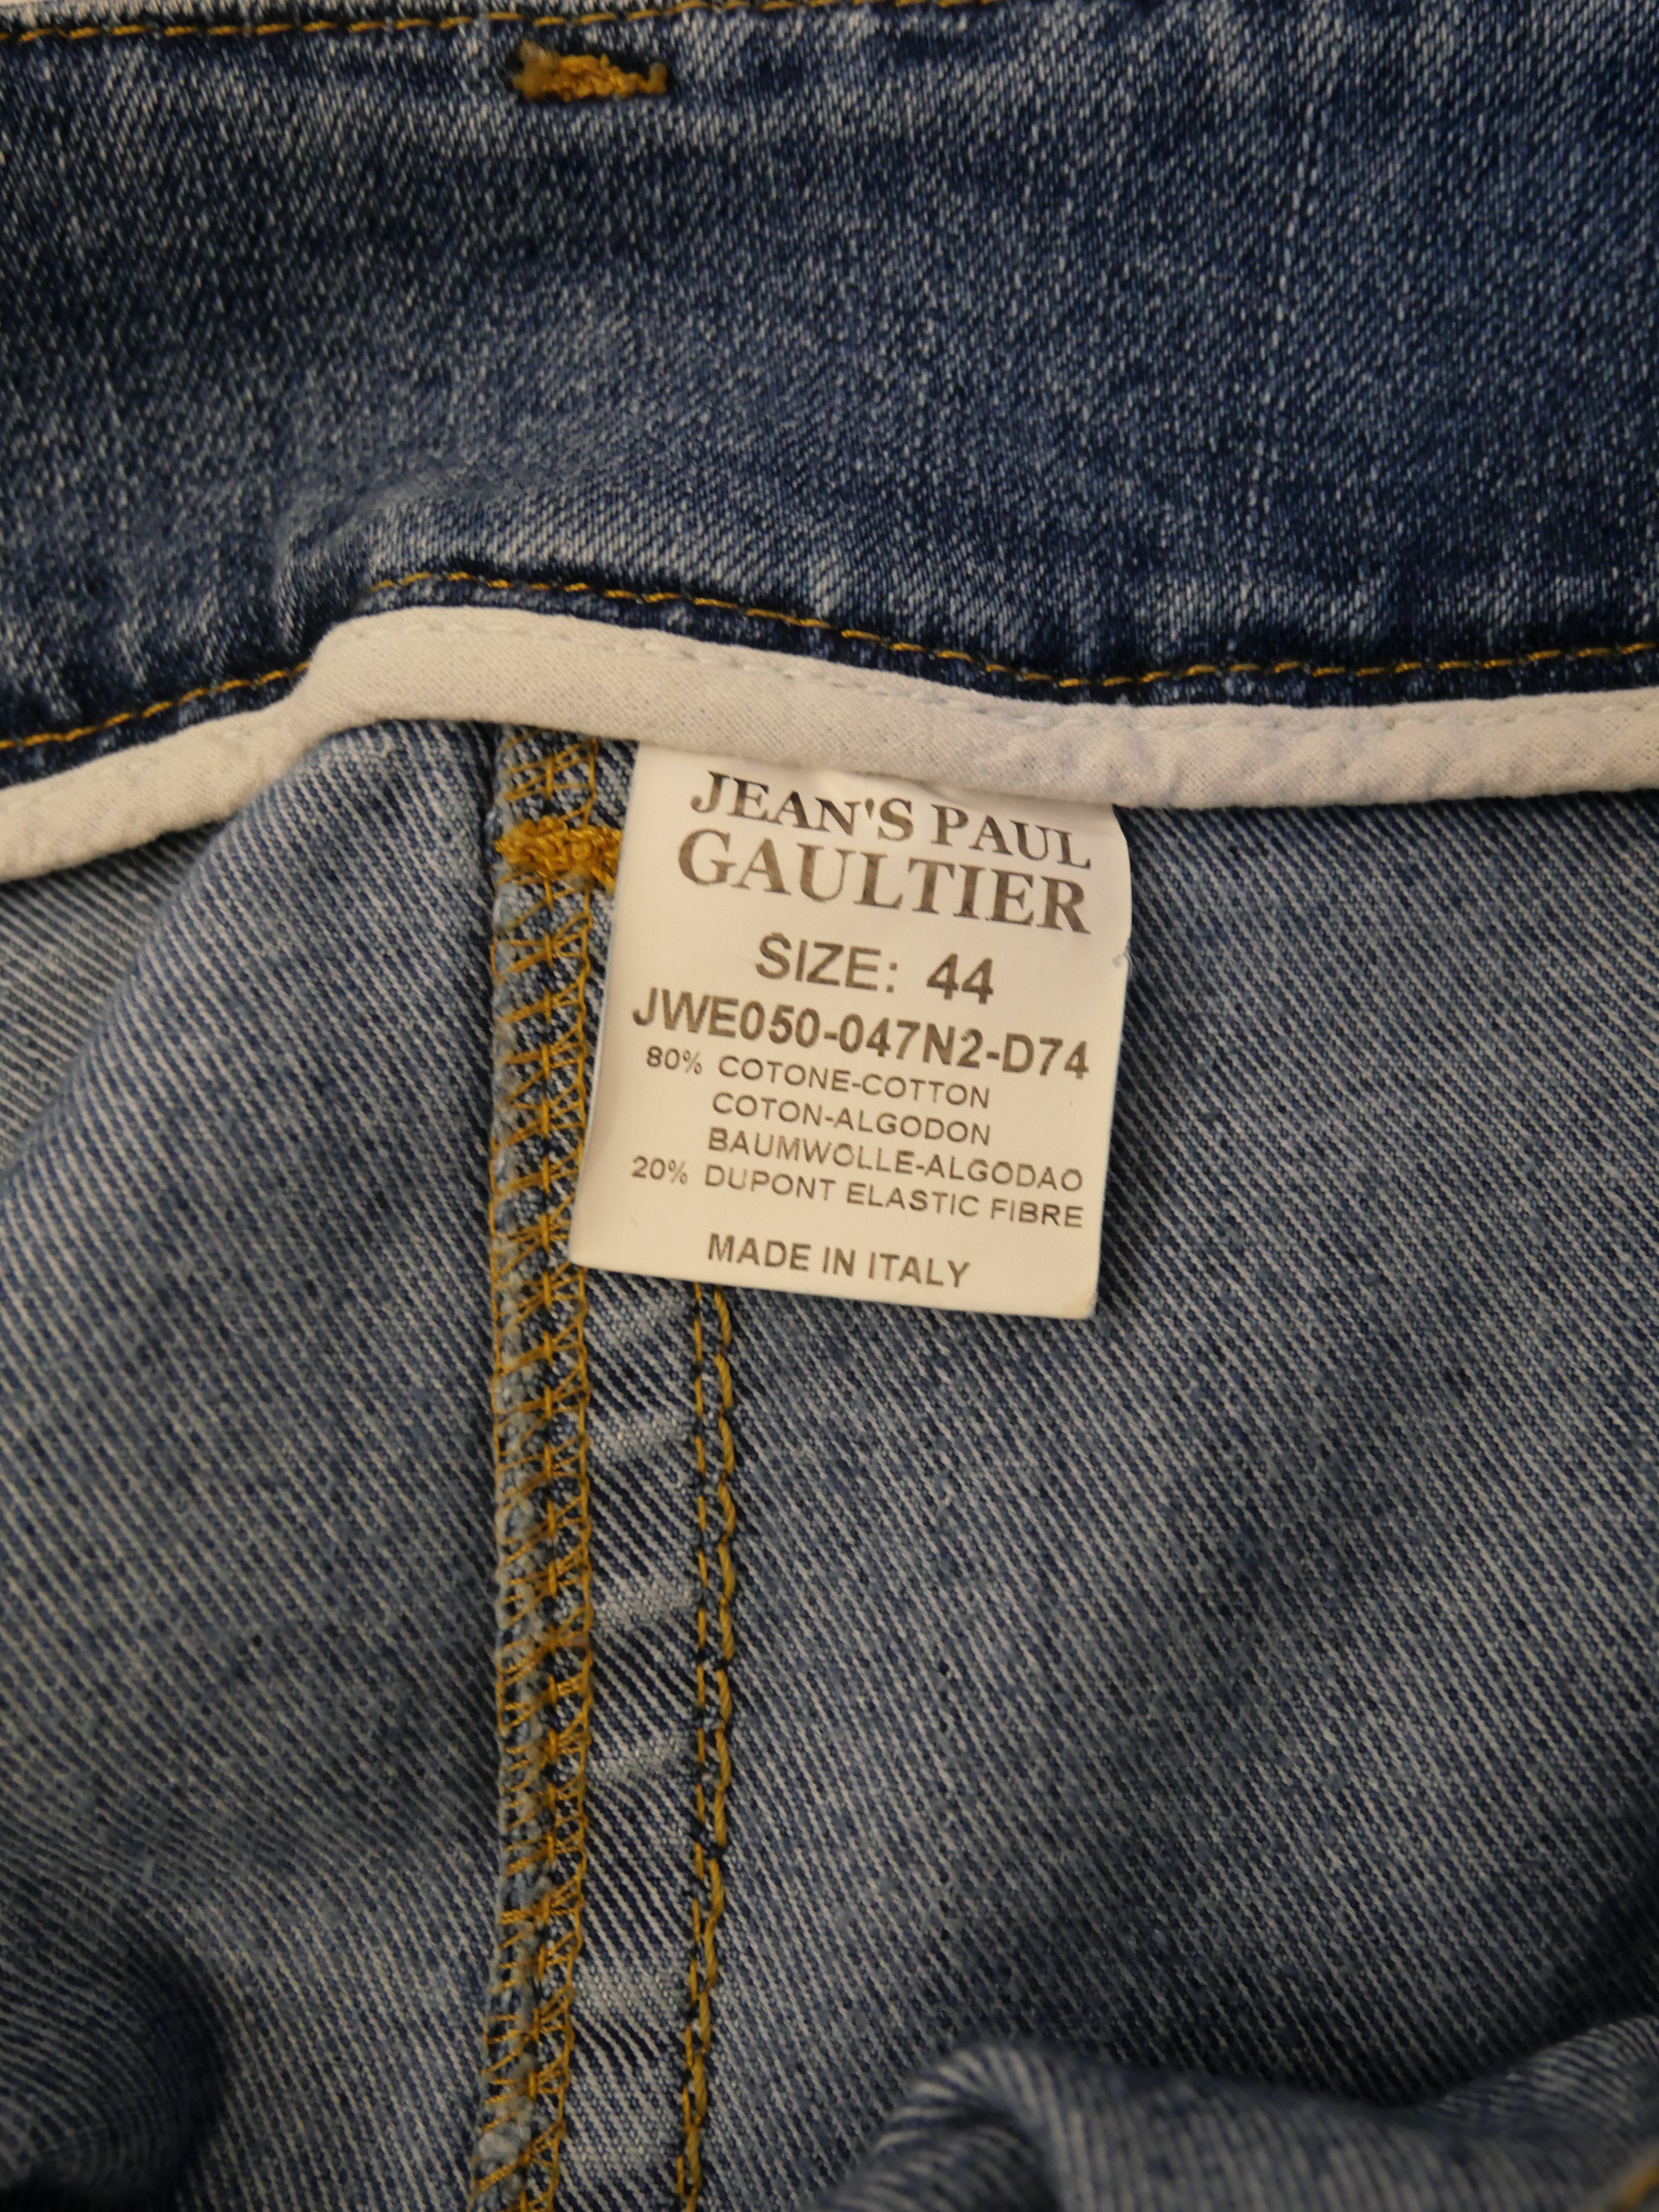 JEAN'S PAUL
GAULTIER
SIZE: 44
JWE050-047N2-D74
80% COTONE-COTTON
COTON-ALGODON
BAUMWOLLE-ALGODAO
20% DUPONT ELASTIC FIBRE
MADE IN ITALY